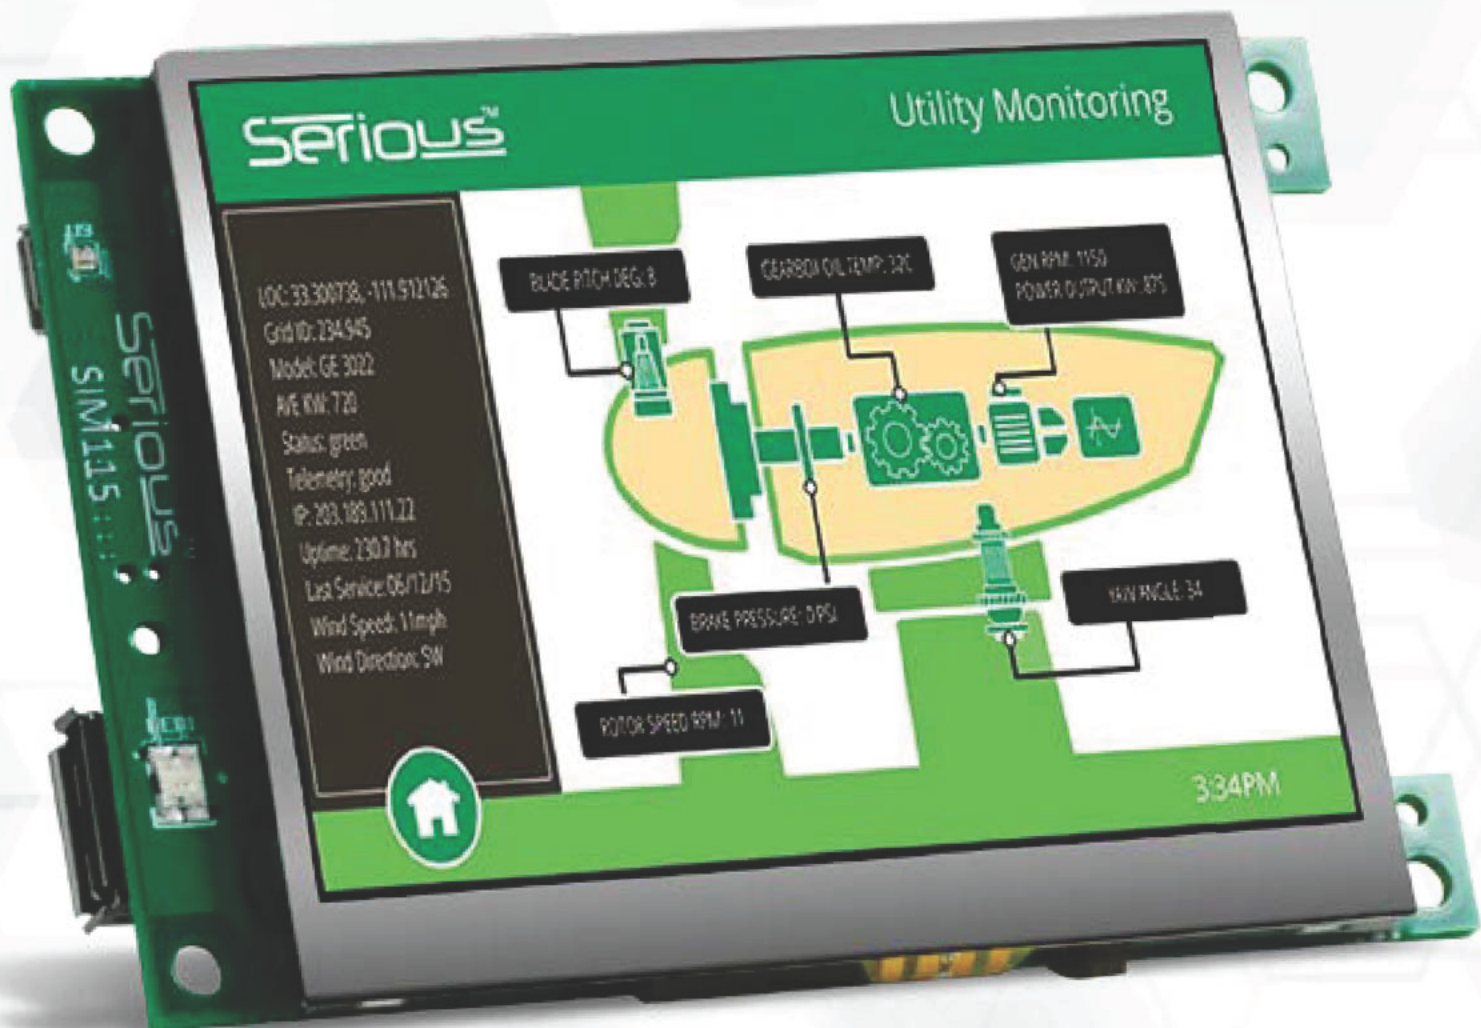 Serious™
Utility Monitoring
LOC: 33.300738, -111.912126
Grid ID: 234.945
Model: GE 3022
AVE KW: 720
Status: green
Telemetry: good
IP: 203.189.111.22
Uptime: 230.7 hrs
Last Service: 06/12/15
Wind Speed: 11mph
Wind Direction: SW
BLADE PITCH DEG: 8
GEARBOX OIL TEMP: 32C
GEN RPM: 1150
POWER OUTPUT KW: 875
BRAKE PRESSURE: 0 PSI
YAW ANGLE: 34
ROTOR SPEED RPM: 11
3:34PM
Serious
SIM115